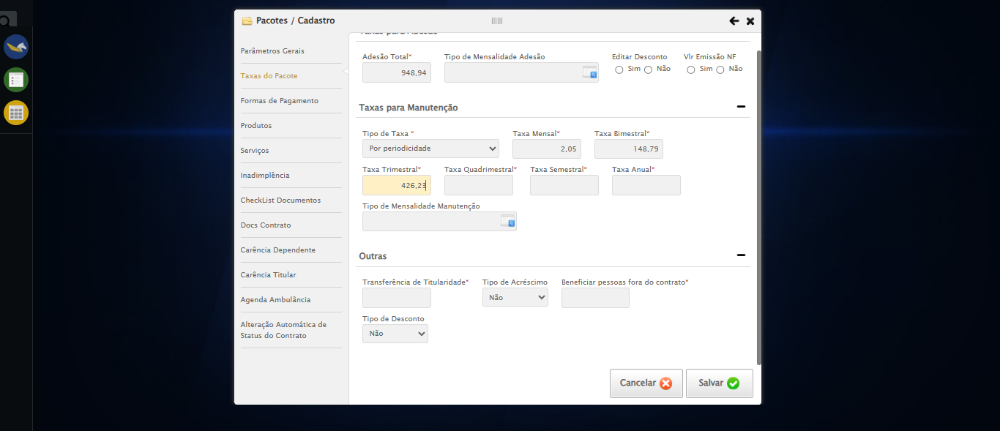 Pacotes / Cadastro
Parâmetros Gerais
Taxas do Pacote
Formas de Pagamento
Produtos
Serviços
Inadimplência
CheckList Documentos
Docs Contrato
Carência Dependente
Carência Titular
Agenda Ambulância
Alteração Automática de
Status do Contrato
Taxas para Adesão
Adesão Total* Tipo de Mensalidade Adesão Editar Desconto Vlr Emissão NF
948,94 Sim Não Sim Não
Taxas para Manutenção
Tipo de Taxa * Taxa Mensal* Taxa Bimestral*
Por periodicidade 2,05 148,79
Taxa Trimestral* Taxa Quadrimestral* Taxa Semestral* Taxa Anual*
426,23
Tipo de Mensalidade Manutenção
Outras
Transferência de Titularidade* Tipo de Acréscimo Beneficiar pessoas fora do contrato*
Não
Tipo de Desconto
Não
Cancelar Salvar